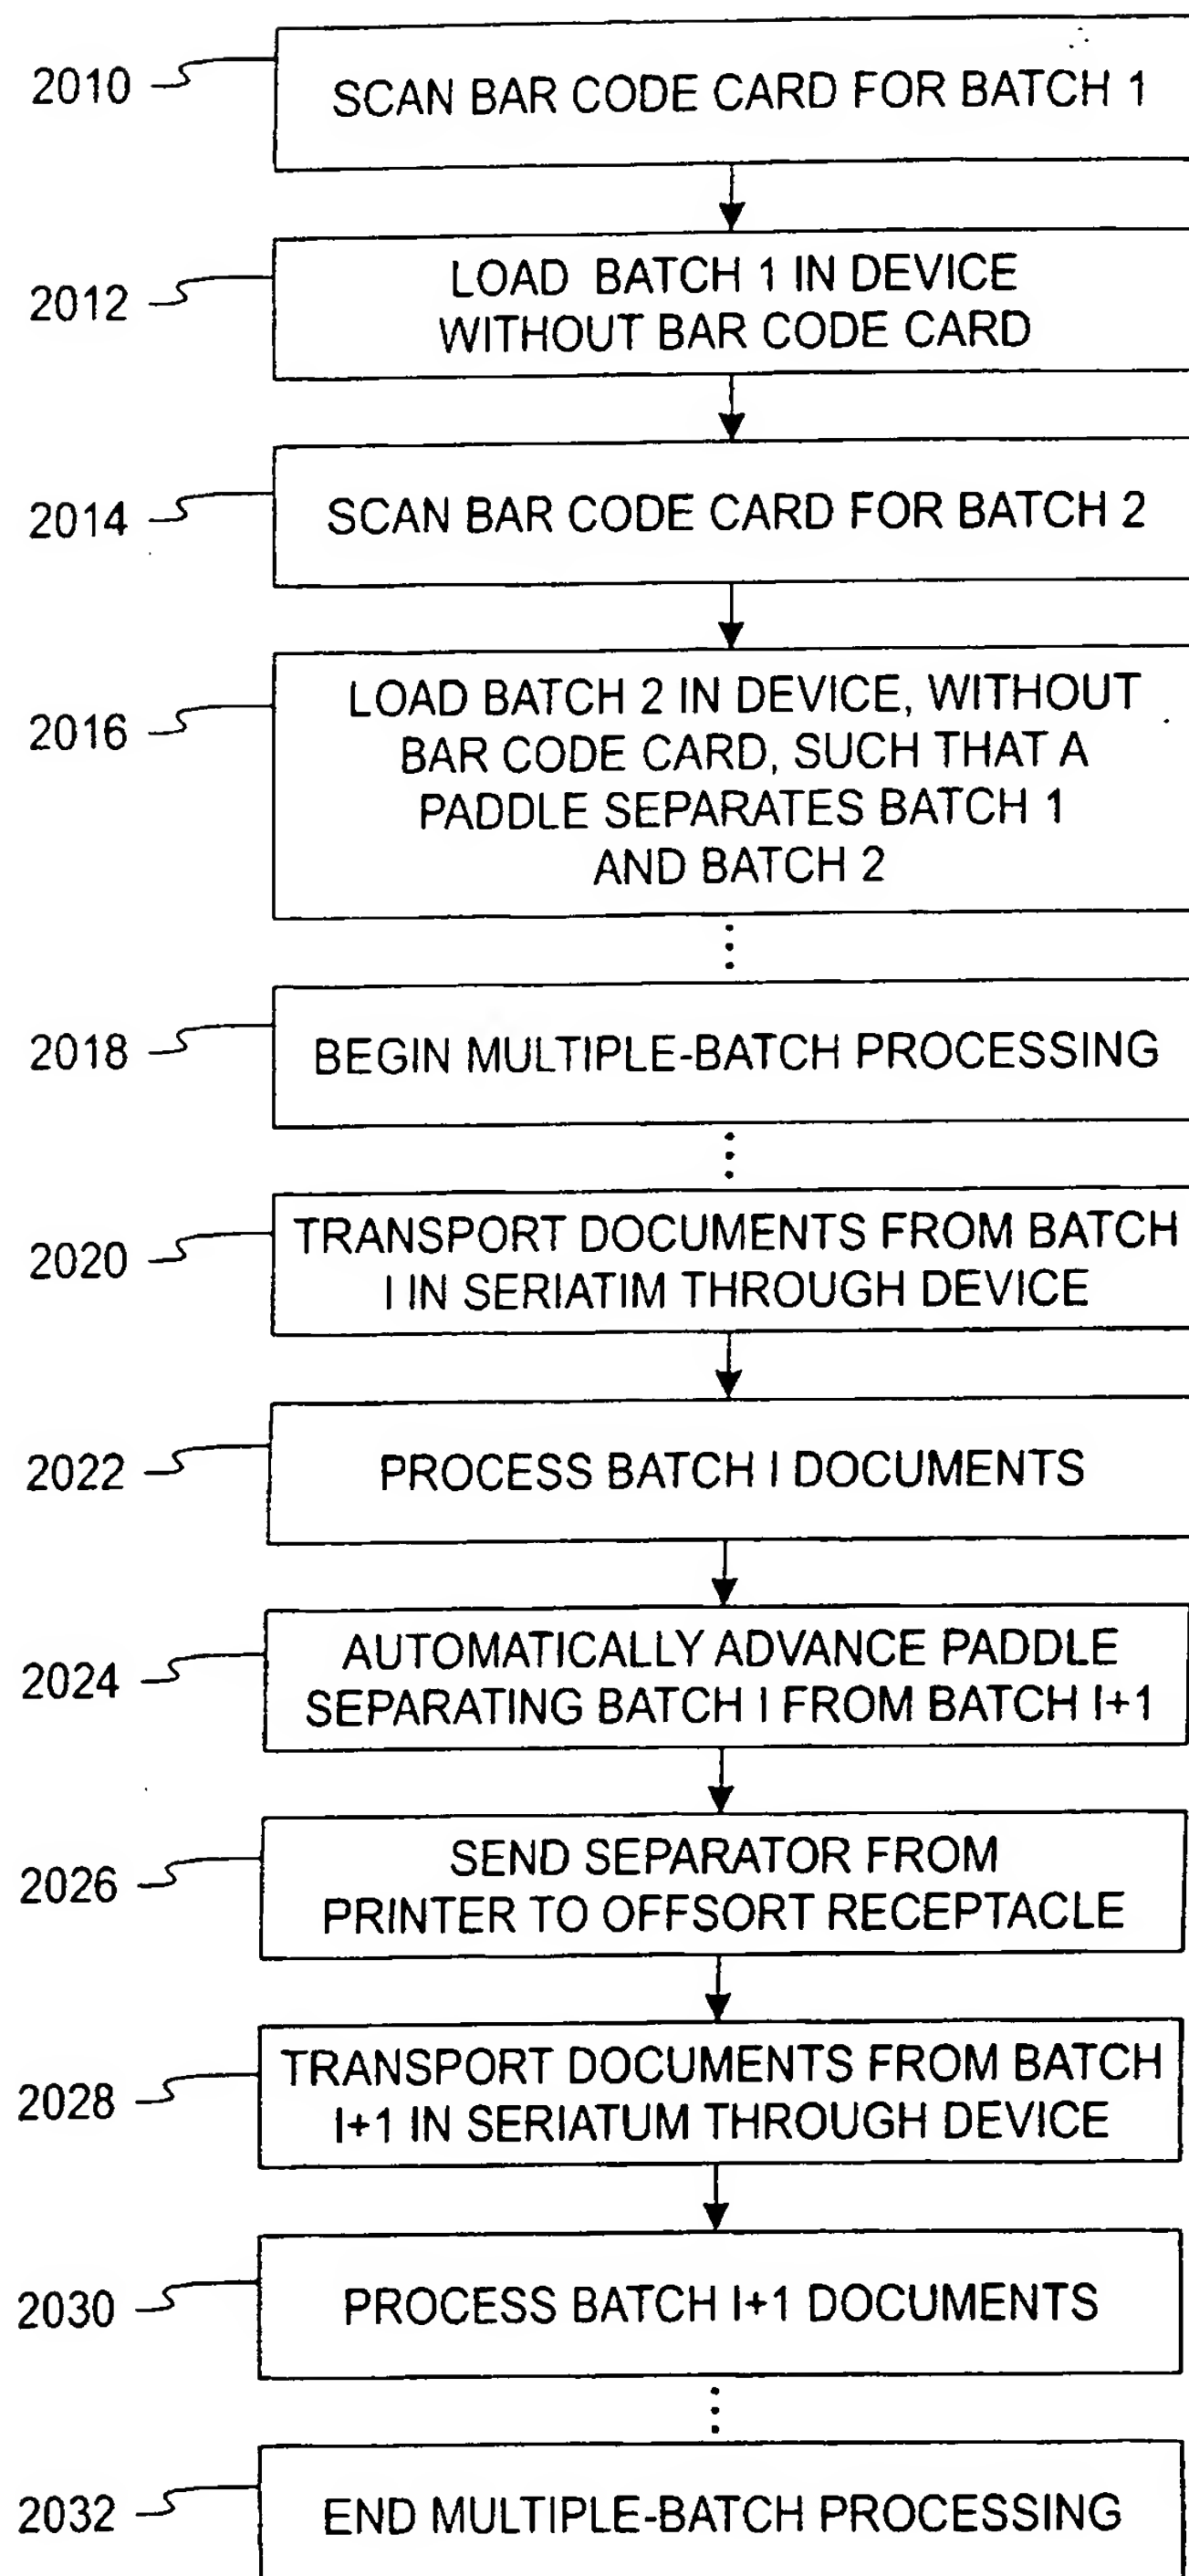 2010
SCAN BAR CODE CARD FOR BATCH 1
2012
LOAD BATCH 1 IN DEVICE
WITHOUT BAR CODE CARD
2014
SCAN BAR CODE CARD FOR BATCH 2
2016
LOAD BATCH 2 IN DEVICE, WITHOUT
BAR CODE CARD, SUCH THAT A
PADDLE SEPARATES BATCH 1
AND BATCH 2
2018
BEGIN MULTIPLE-BATCH PROCESSING
2020
TRANSPORT DOCUMENTS FROM BATCH
I IN SERIATIM THROUGH DEVICE
2022
PROCESS BATCH I DOCUMENTS
2024
AUTOMATICALLY ADVANCE PADDLE
SEPARATING BATCH I FROM BATCH I+1
2026
SEND SEPARATOR FROM
PRINTER TO OFFSORT RECEPTACLE
2028
TRANSPORT DOCUMENTS FROM BATCH
I+1 IN SERIATUM THROUGH DEVICE
2030
PROCESS BATCH I+1 DOCUMENTS
2032
END MULTIPLE-BATCH PROCESSING